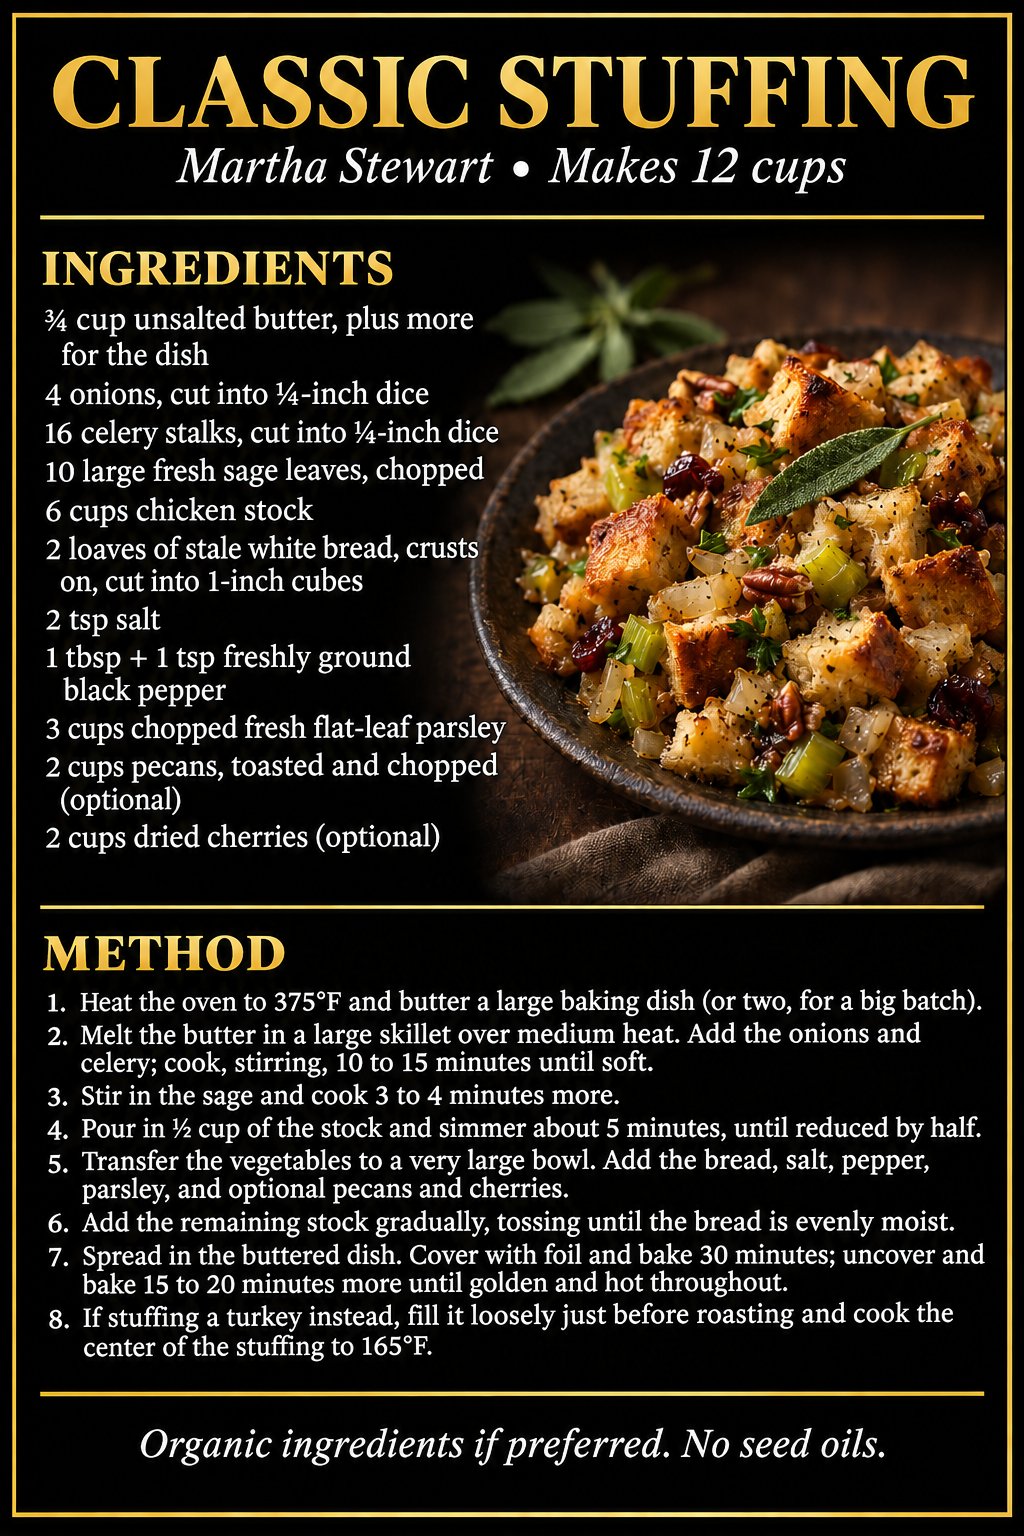 CLASSIC STUFFING
Martha Stewart • Makes 12 cups
INGREDIENTS
¾ cup unsalted butter, plus more
for the dish
4 onions, cut into ¼-inch dice
16 celery stalks, cut into ¼-inch dice
10 large fresh sage leaves, chopped
6 cups chicken stock
2 loaves of stale white bread, crusts
on, cut into 1-inch cubes
2 tsp salt
1 tbsp + 1 tsp freshly ground
black pepper
3 cups chopped fresh flat-leaf parsley
2 cups pecans, toasted and chopped
(optional)
2 cups dried cherries (optional)
METHOD
1. Heat the oven to 375°F and butter a large baking dish (or two, for a big batch).
2. Melt the butter in a large skillet over medium heat. Add the onions and
celery; cook, stirring, 10 to 15 minutes until soft.
3. Stir in the sage and cook 3 to 4 minutes more.
4. Pour in ½ cup of the stock and simmer about 5 minutes, until reduced by half.
5. Transfer the vegetables to a very large bowl. Add the bread, salt, pepper,
parsley, and optional pecans and cherries.
6. Add the remaining stock gradually, tossing until the bread is evenly moist.
7. Spread in the buttered dish. Cover with foil and bake 30 minutes; uncover and
bake 15 to 20 minutes more until golden and hot throughout.
8. If stuffing a turkey instead, fill it loosely just before roasting and cook the
center of the stuffing to 165°F.
Organic ingredients if preferred. No seed oils.